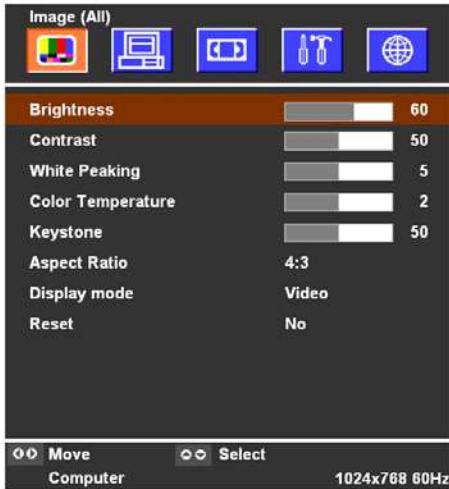 Image (All)
Brightness 60
Contrast 50
White Peaking 5
Color Temperature 2
Keystone 50
Aspect Ratio 4:3
Display mode Video
Reset No
Move Select
Computer 1024x768 60Hz